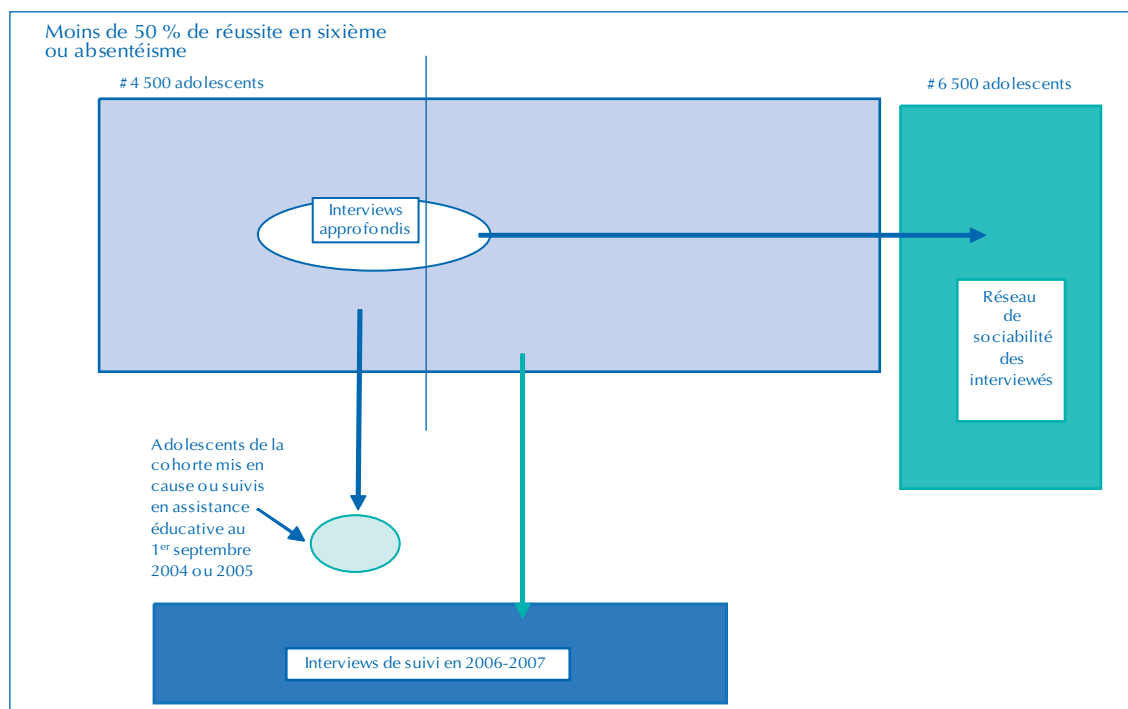 Moins de 50 % de réussite en sixième
ou absentéisme
# 4 500 adolescents
# 6 500 adolescents
Interviews
approfondis
Réseau
de
sociabilité
des
interviewés
Adolescents de la
cohorte mis en
cause ou suivis
en assistance
éducative au
1er septembre
2004 ou 2005
Interviews de suivi en 2006-2007